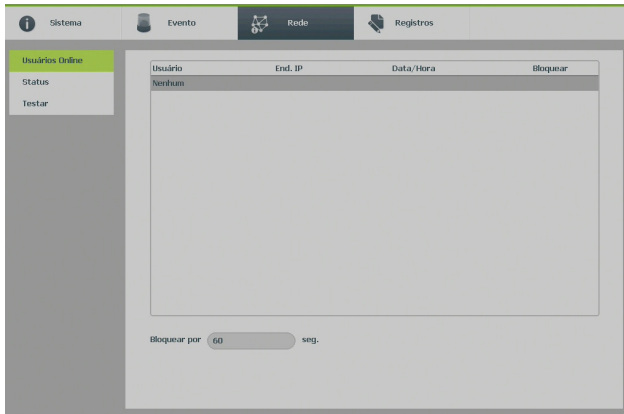 Sistema Evento Rede Registros
Usuários Online
Status
Testar
Usuário End. IP Data/Hora Bloquear
Nenhum
Bloquear por 60 seg.